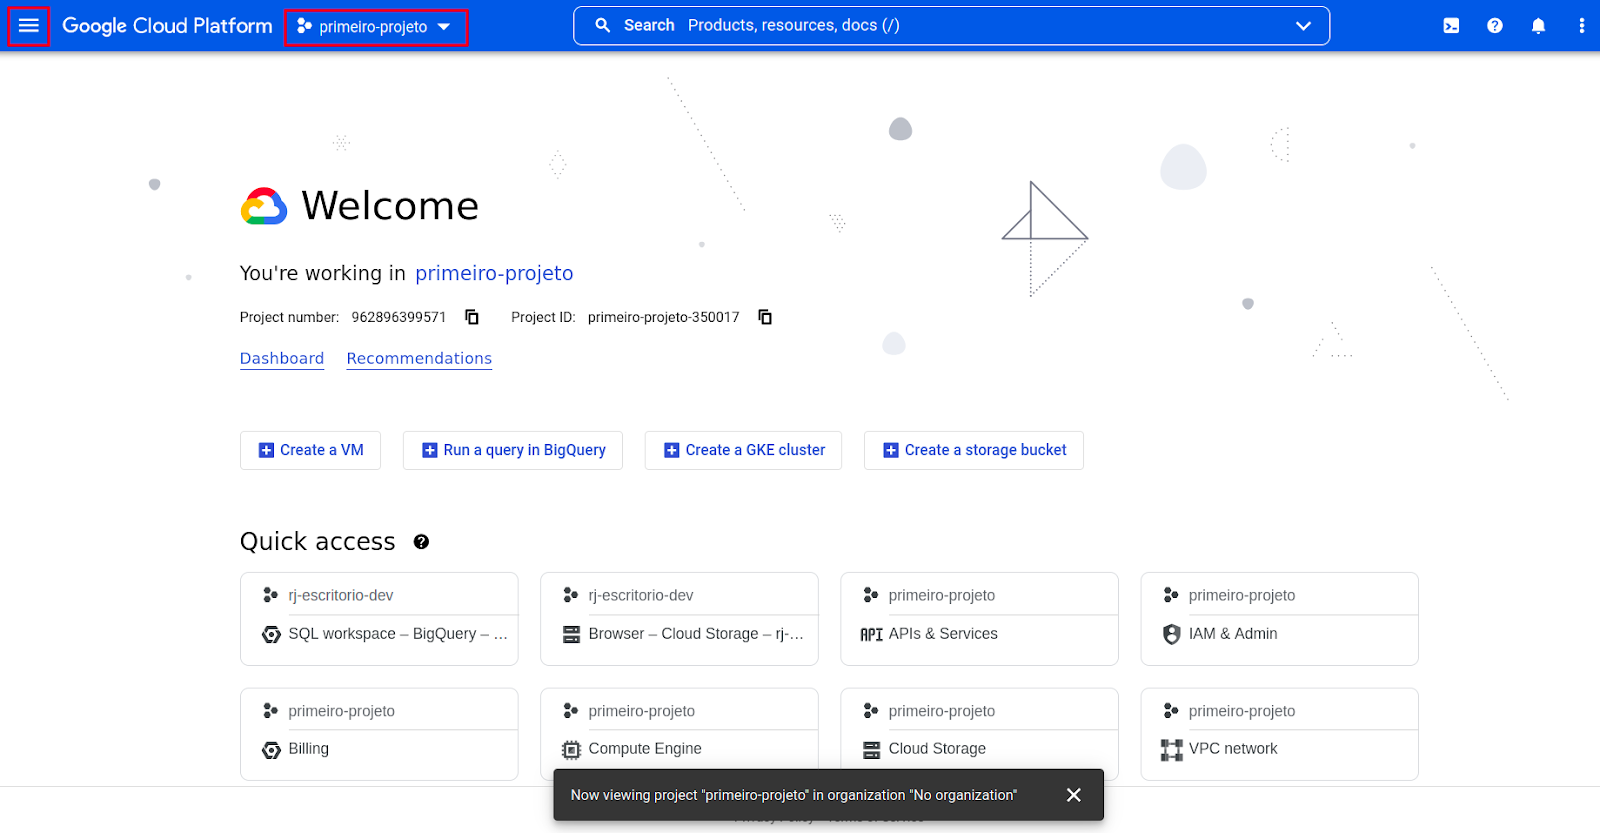 Google Cloud Platform primeiro-projeto Search Products, resources, docs (/)
Welcome
You're working in primeiro-projeto
Project number: 962896399571 Project ID: primeiro-projeto-350017
Dashboard Recommendations
Create a VM Run a query in BigQuery Create a GKE cluster Create a storage bucket
Quick access
rj-escritorio-dev rj-escritorio-dev primeiro-projeto primeiro-projeto
SQL workspace – BigQuery – ... Browser – Cloud Storage – rj-... API APIs & Services IAM & Admin
primeiro-projeto primeiro-projeto primeiro-projeto primeiro-projeto
Billing Compute Engine Cloud Storage VPC network
Now viewing project "primeiro-projeto" in organization "No organization"